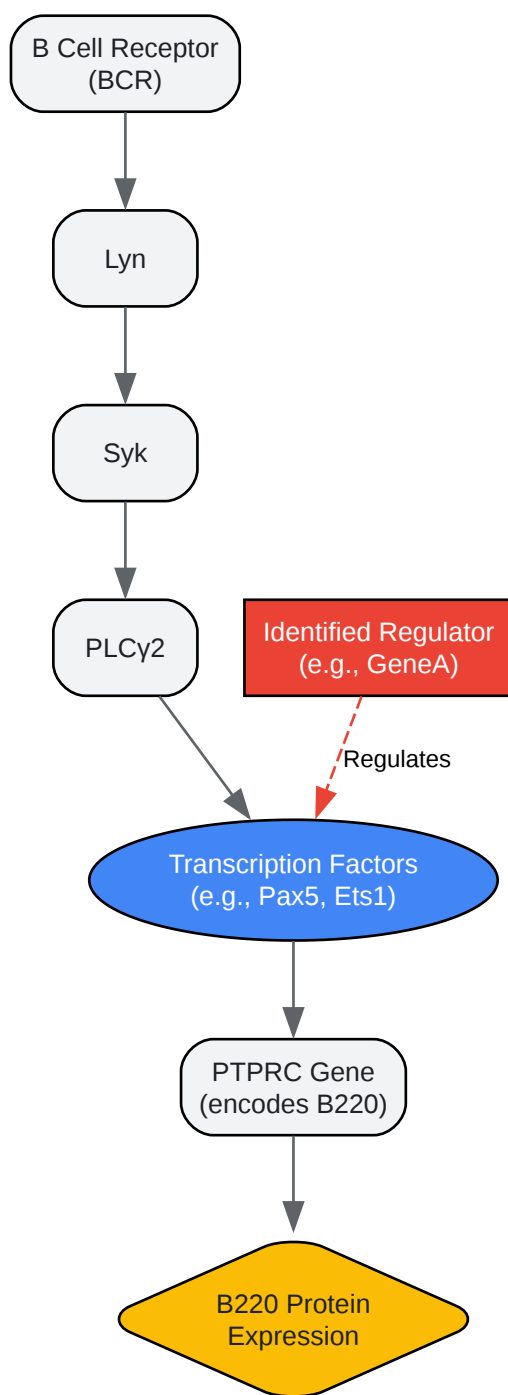 B Cell Receptor
(BCR)
Lyn
Syk
PLCγ2
Identified Regulator
(e.g., GeneA)
Regulates
Transcription Factors
(e.g., Pax5, Ets1)
PTPRC Gene
(encodes B220)
B220 Protein
Expression